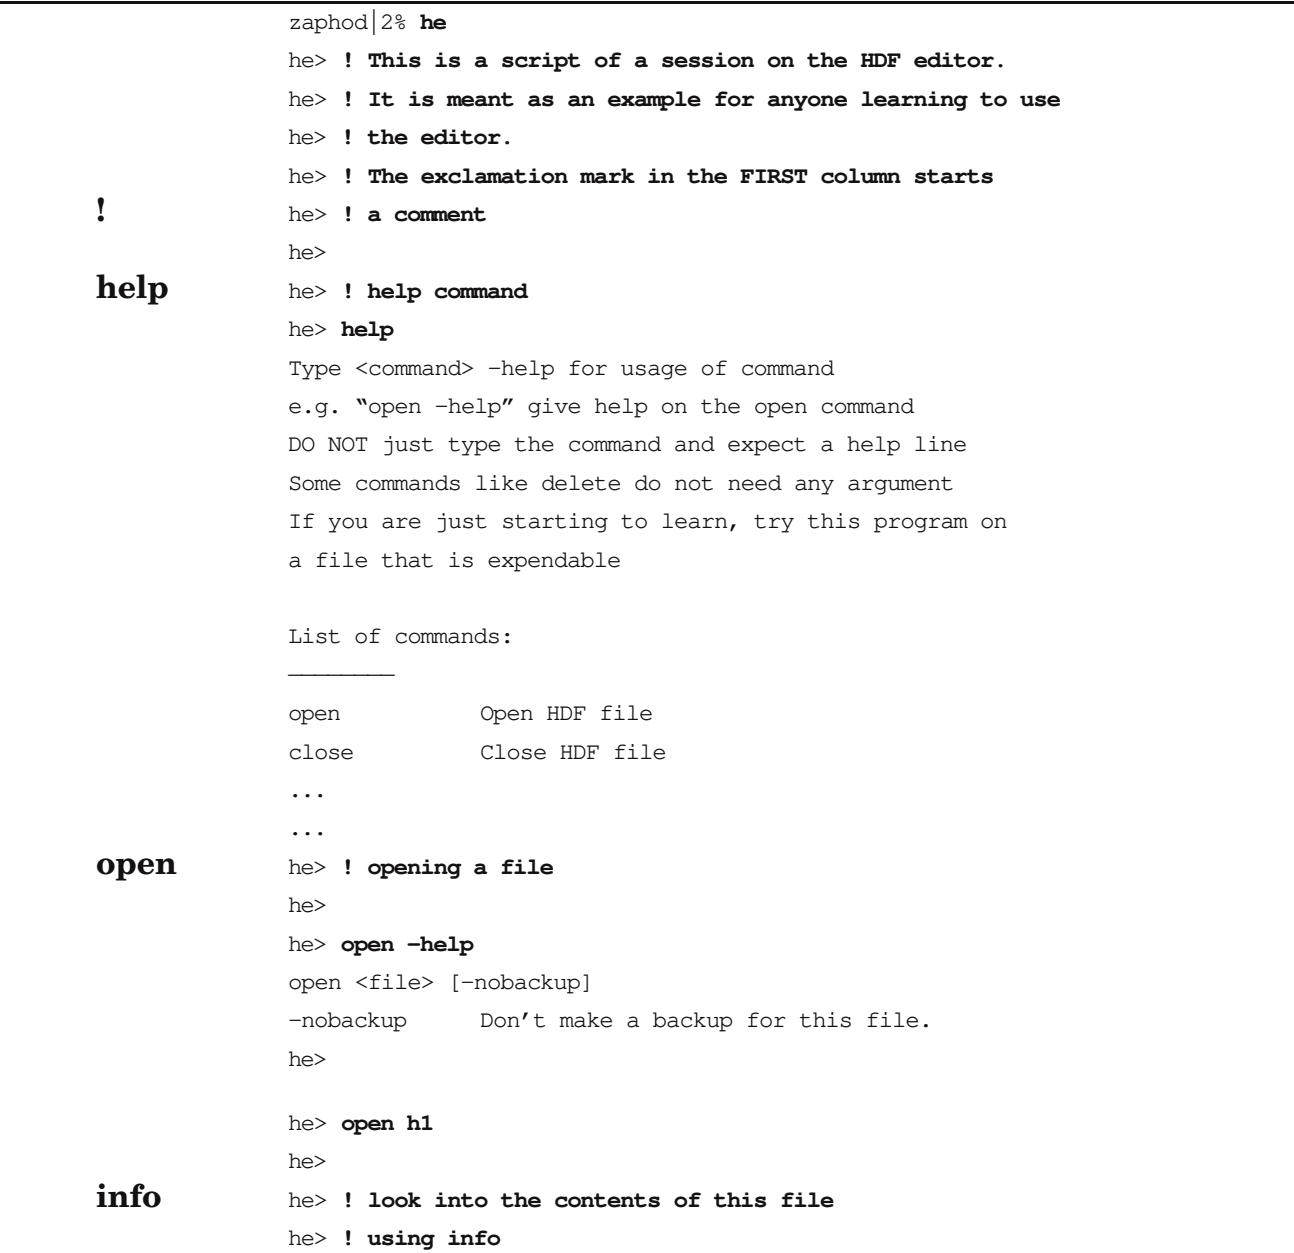 zaphod|2% he
he> ! This is a script of a session on the HDF editor.
he> ! It is meant as an example for anyone learning to use
he> ! the editor.
he> ! The exclamation mark in the FIRST column starts
! he> ! a comment
he>
help he> ! help command
he> help
Type <command> -help for usage of command
e.g. “open -help” give help on the open command
DO NOT just type the command and expect a help line
Some commands like delete do not need any argument
If you are just starting to learn, try this program on
a file that is expendable
List of commands:
————————
open Open HDF file
close Close HDF file
...
...
open he> ! opening a file
he>
he> open -help
open <file> [-nobackup]
-nobackup Don’t make a backup for this file.
he>
he> open h1
he>
info he> ! look into the contents of this file
he> ! using info